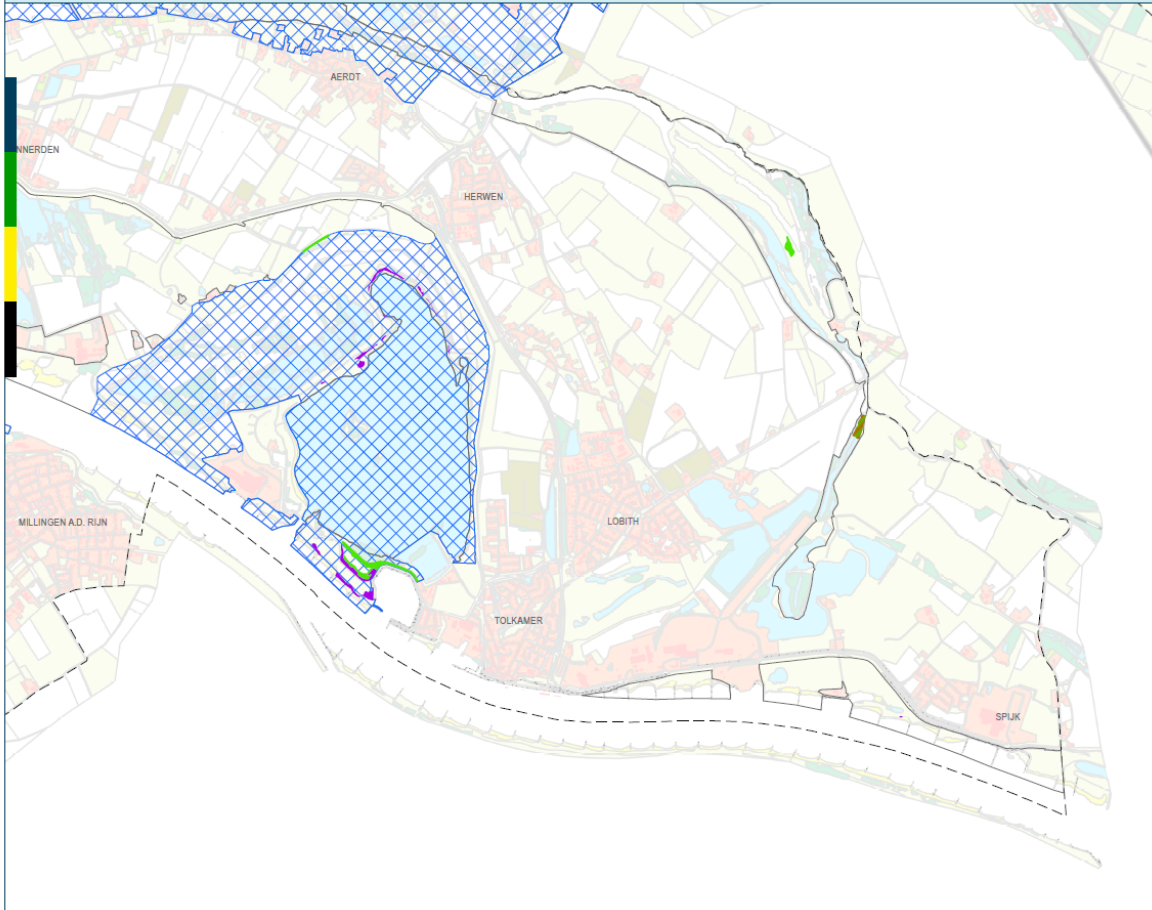 AERDT
NNERDEN
HERWEN
MILLINGEN A.D. RIJN
LOBITH
TOLKAMER
SPIJK